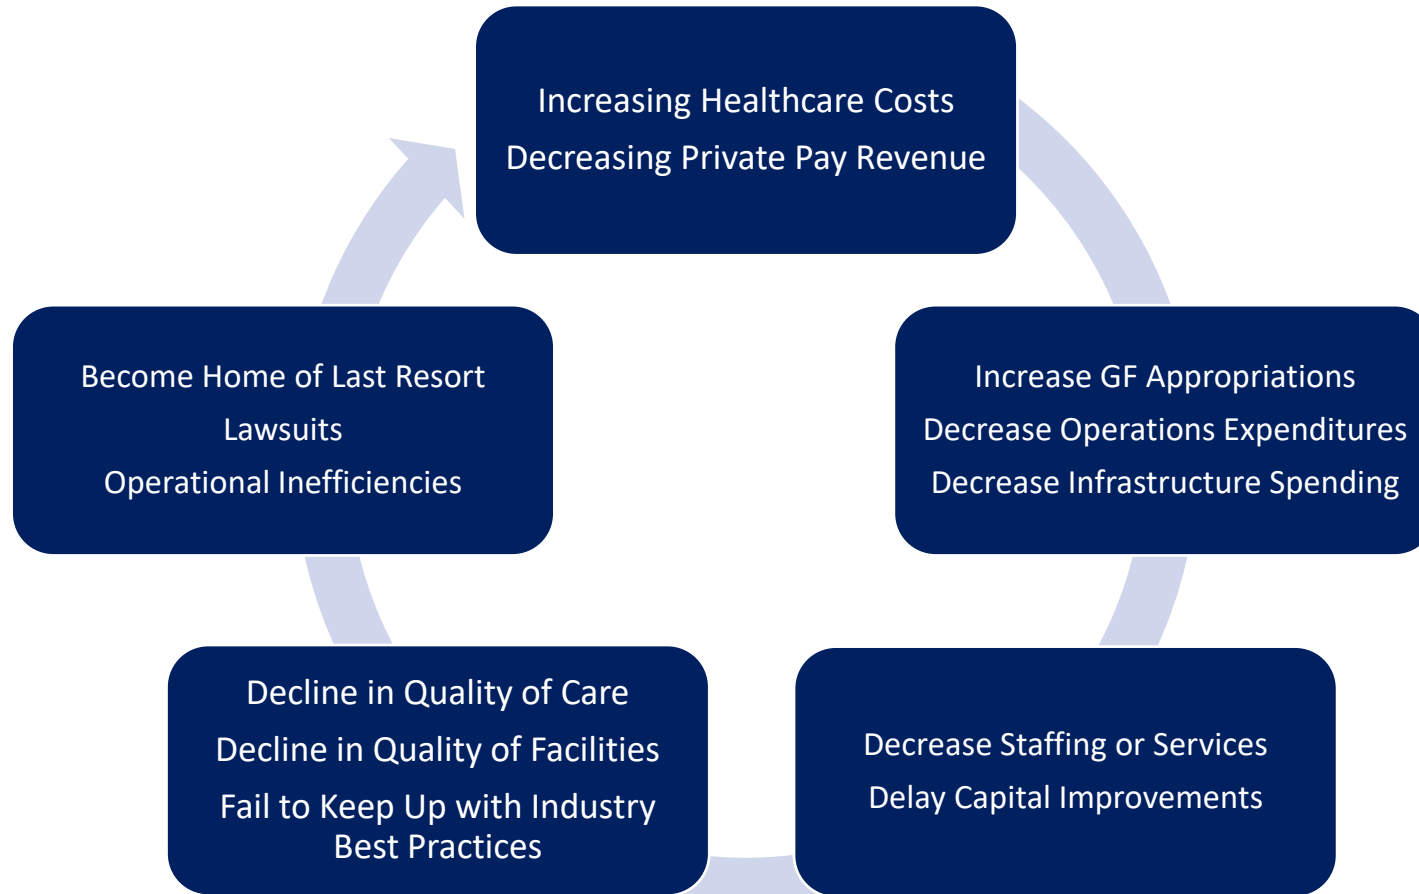 Increasing Healthcare Costs
Decreasing Private Pay Revenue
Increase GF Appropriations
Decrease Operations Expenditures
Decrease Infrastructure Spending
Decrease Staffing or Services
Delay Capital Improvements
Decline in Quality of Care
Decline in Quality of Facilities
Fail to Keep Up with Industry
Best Practices
Become Home of Last Resort
Lawsuits
Operational Inefficiencies